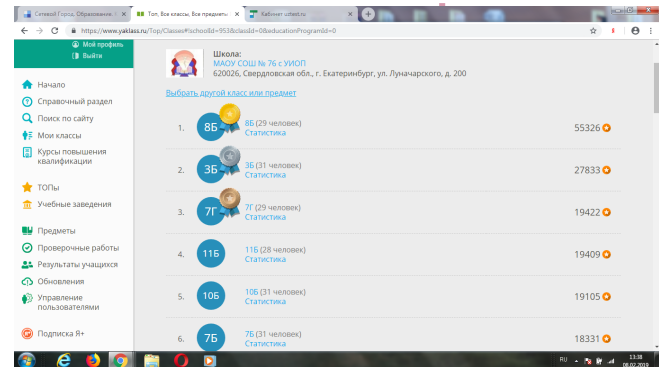 Сетевой Город. Образование.
Топ, Все классы, Все предметы
Кабинет uztest.ru
https://www.yaklass.ru/Top/Classes#!schoolId=953&classId=0&educationProgramId=0
Мой профиль
Выйти
Начало
Справочный раздел
Поиск по сайту
Мои классы
Курсы повышения
квалификации
ТОПы
Учебные заведения
Предметы
Проверочные работы
Результаты учащихся
Обновления
Управление
пользователями
Подписка Я+
Школа:
МАОУ СОШ № 76 с УИОП
620026, Свердловская обл., г. Екатеринбург, ул. Луначарского, д. 200
Выбрать другой класс или предмет
1. 8Б 8Б (29 человек) 55326
Статистика
2. 3Б 3Б (31 человек) 27833
Статистика
3. 7Г 7Г (29 человек) 19422
Статистика
4. 11Б 11Б (28 человек) 19409
Статистика
5. 10Б 10Б (31 человек) 19105
Статистика
6. 7Б 7Б (31 человек) 18331
Статистика
RU
13:38
08.02.2019